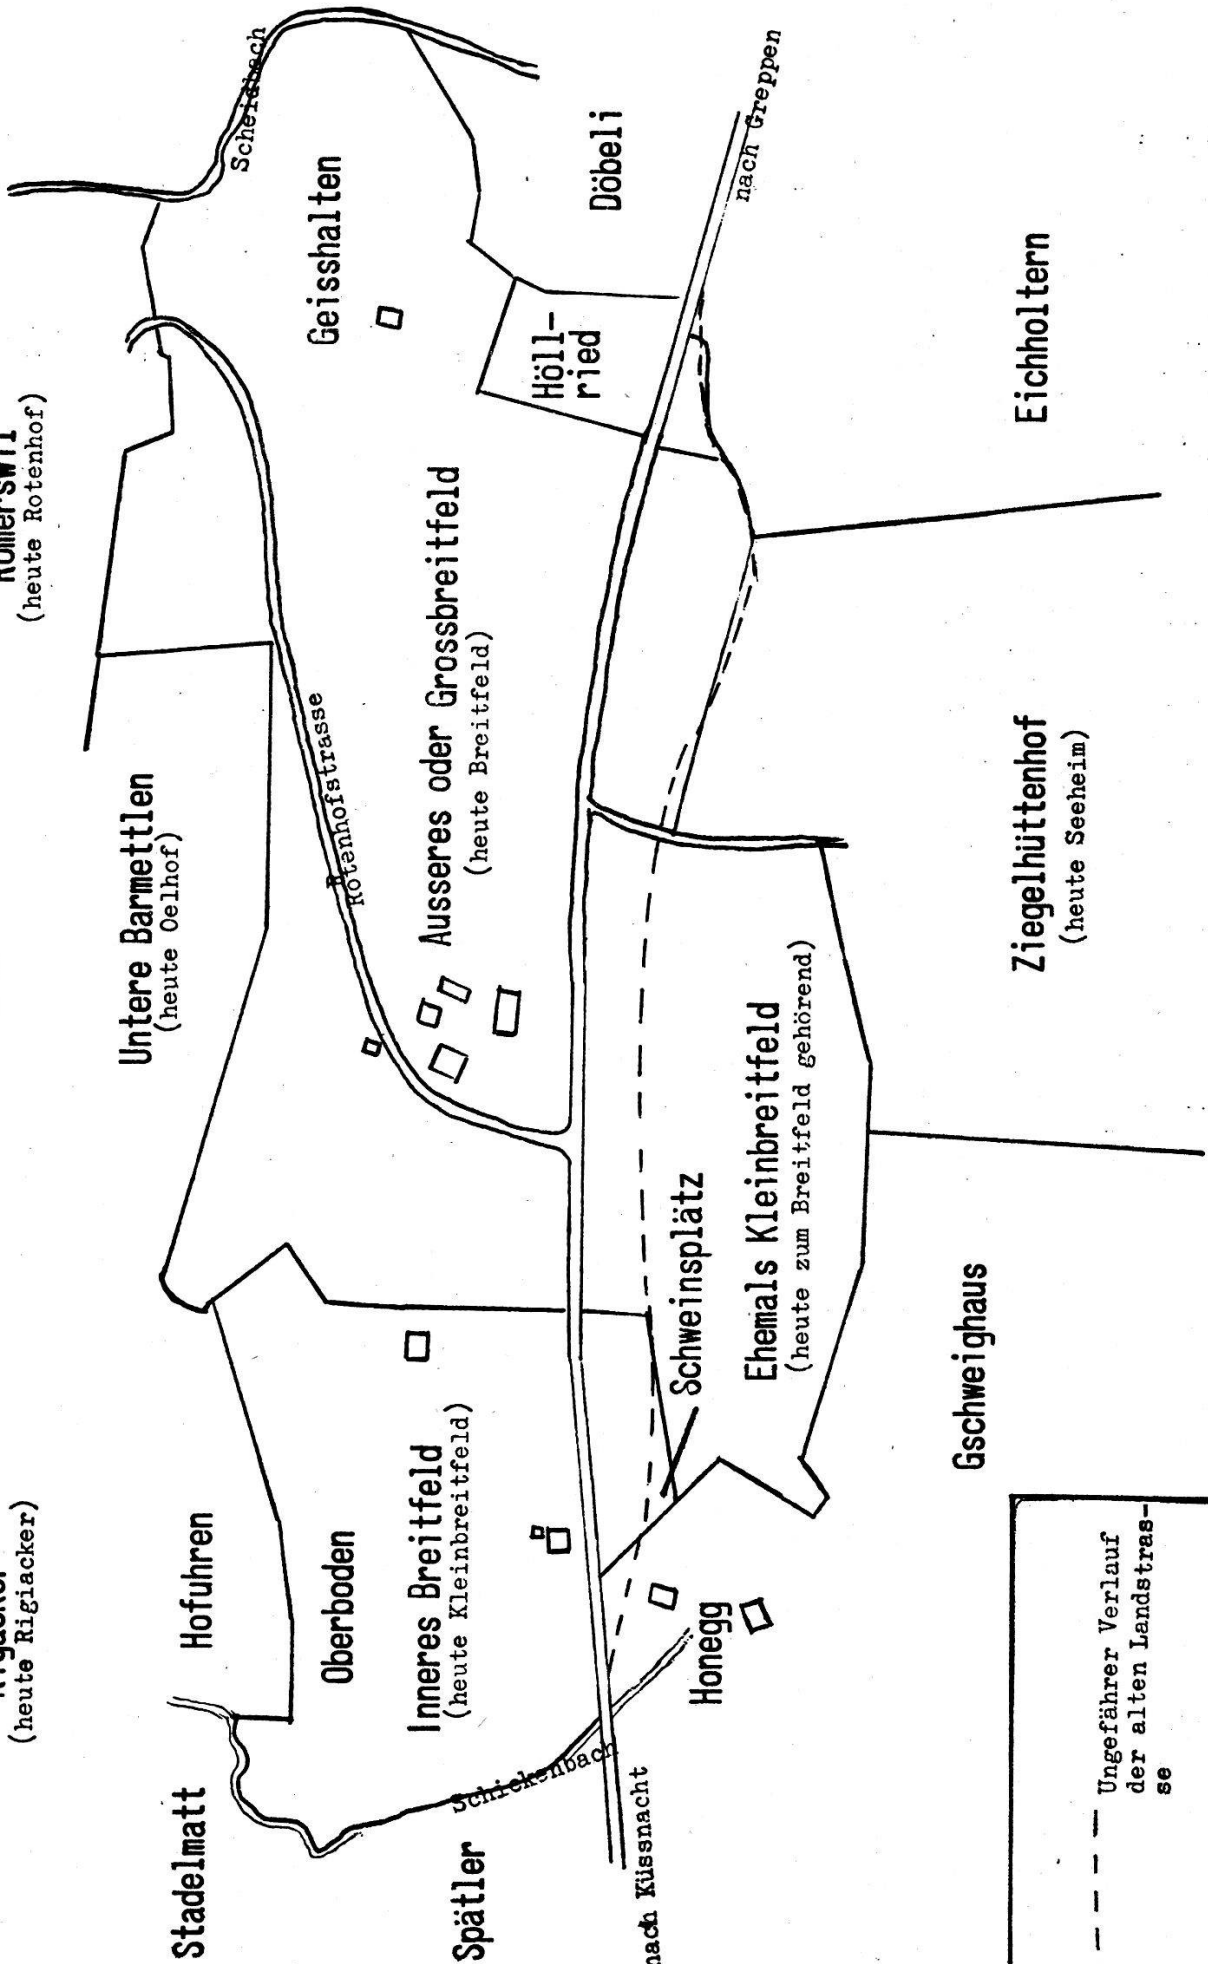 (heute Rigiacker)
Römerswil
(heute Rotenhof)
Stadelmatt
Hofuhren
Untere Barmettlen
(heute Oelhof)
Scheidbach
Oberboden
Rotenhofstrasse
Geisshalten
Spätler
Schickenbach
Inneres Breitfeld
(heute Kleinbreitfeld)
Ausseres oder Grossbreitfeld
(heute Breitfeld)
Höll-
ried
Döbeli
nach Küssnacht
nach Greppen
Honegg
Schweinsplätz
Ehemals Kleinbreitfeld
(heute zum Breitfeld gehörend)
Gschweighaus
Ziegelhüttenhof
(heute Seeheim)
Eichholtern
Ungefährer Verlauf
der alten Landstras-
se